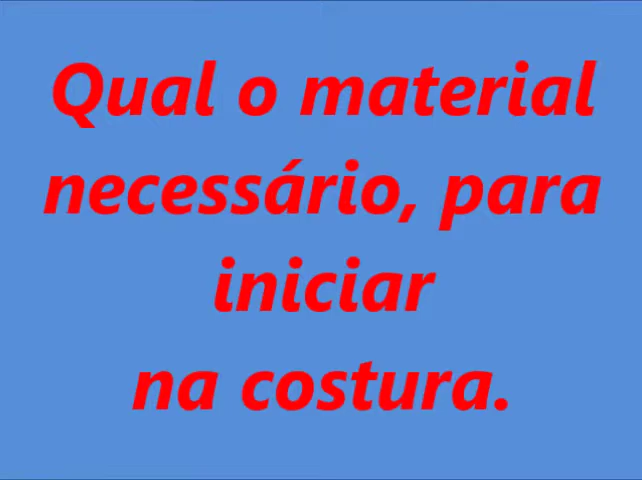 Qual o material
necessário, para
iniciar
na costura.